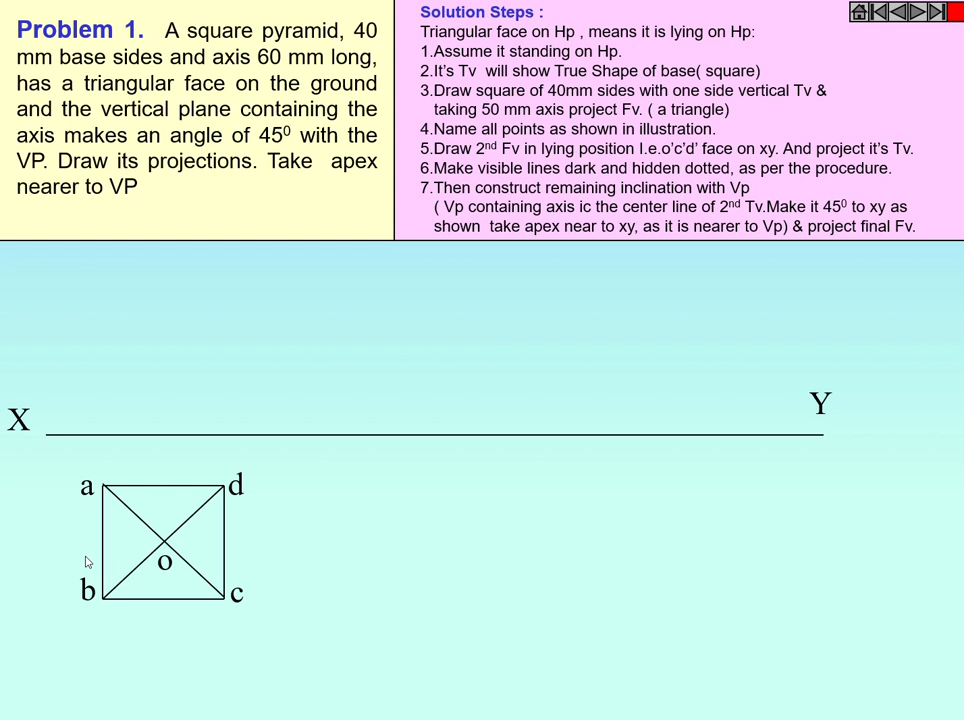 Problem 1. A square pyramid, 40
mm base sides and axis 60 mm long,
has a triangular face on the ground
and the vertical plane containing the
axis makes an angle of 45⁰ with the
VP. Draw its projections. Take apex
nearer to VP
Solution Steps :
Triangular face on Hp , means it is lying on Hp:
1.Assume it standing on Hp.
2.It's Tv will show True Shape of base( square)
3.Draw square of 40mm sides with one side vertical Tv &
taking 50 mm axis project Fv. ( a triangle)
4.Name all points as shown in illustration.
5.Draw 2nd Fv in lying position I.e.o'c'd' face on xy. And project it's Tv.
6.Make visible lines dark and hidden dotted, as per the procedure.
7.Then construct remaining inclination with Vp
( Vp containing axis ic the center line of 2nd Tv.Make it 45⁰ to xy as
shown take apex near to xy, as it is nearer to Vp) & project final Fv.
X
Y
a
d
o
b
c